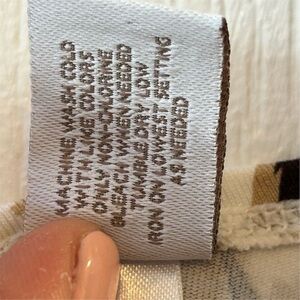 MACHINE WASH COLD
WITH LIKE COLORS
ONLY NON-CHLORINE
BLEACH WHEN NEEDED
TUMBLE DRY LOW
IRON ON LOWEST SETTING
AS NEEDED